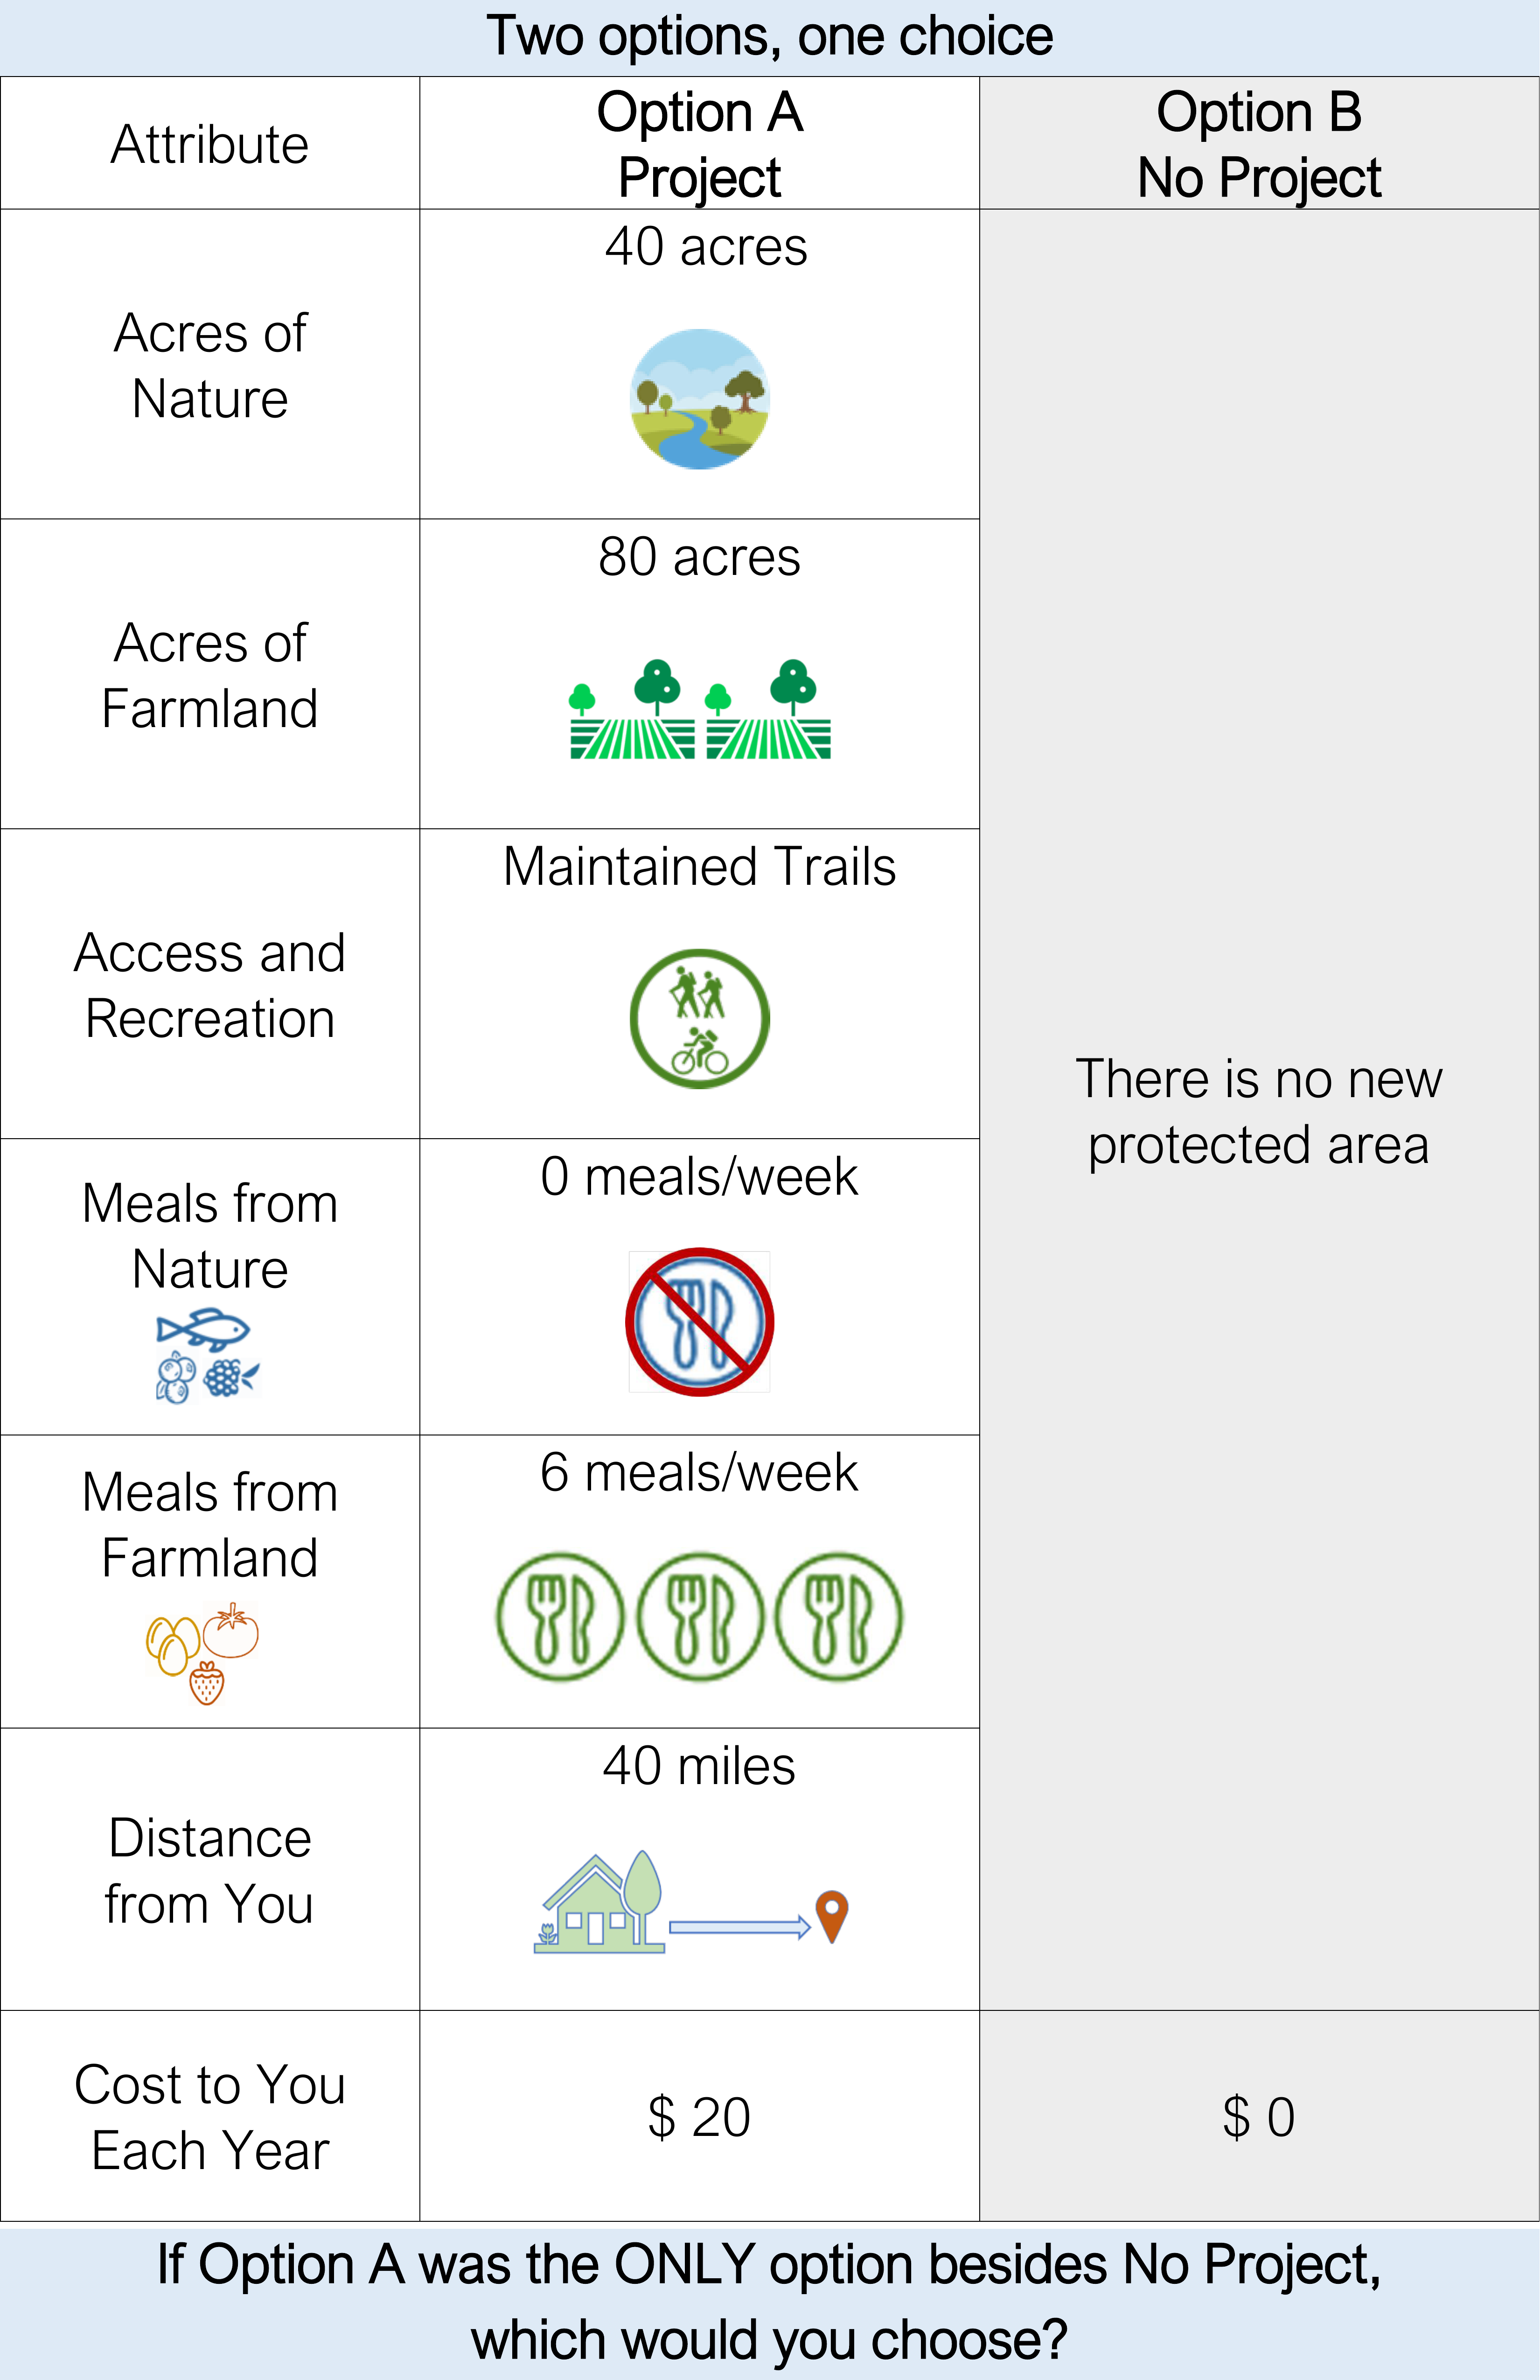 Two options, one choice
Attribute
Option A
Project
Option B
No Project
Acres of
Nature
40 acres
Acres of
Farmland
80 acres
Access and
Recreation
Maintained Trails
There is no new
protected area
Meals from
Nature
0 meals/week
Meals from
Farmland
6 meals/week
Distance
from You
40 miles
Cost to You
Each Year
$ 20
$ 0
If Option A was the ONLY option besides No Project,
which would you choose?